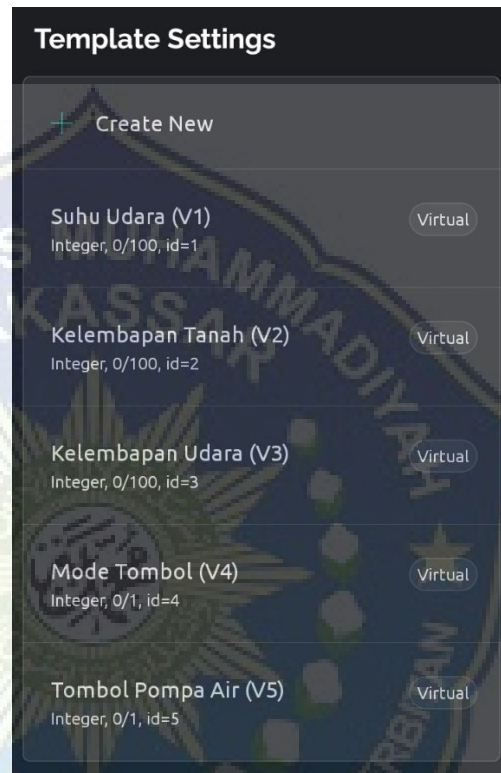 Template Settings
+ Create New
Suhu Udara (V1)
Virtual
Integer, 0/100, id=1
Kelembapan Tanah (V2)
Virtual
Integer, 0/100, id=2
Kelembapan Udara (V3)
Virtual
Integer, 0/100, id=3
Mode Tombol (V4)
Virtual
Integer, 0/1, id=4
Tombol Pompa Air (V5)
Virtual
Integer, 0/1, id=5
S MUHAMMADIYAH
KASSAR